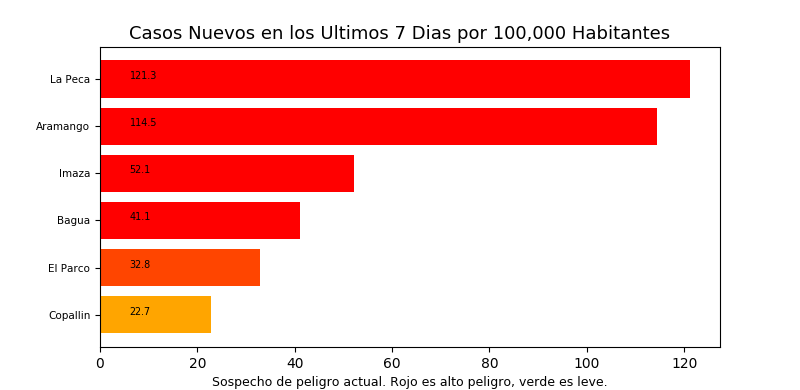 Casos Nuevos en los Ultimos 7 Dias por 100,000 Habitantes
La Peca 121.3
Aramango 114.5
Imaza 52.1
Bagua 41.1
El Parco 32.8
Copallin 22.7
0 20 40 60 80 100 120
Sospecho de peligro actual. Rojo es alto peligro, verde es leve.